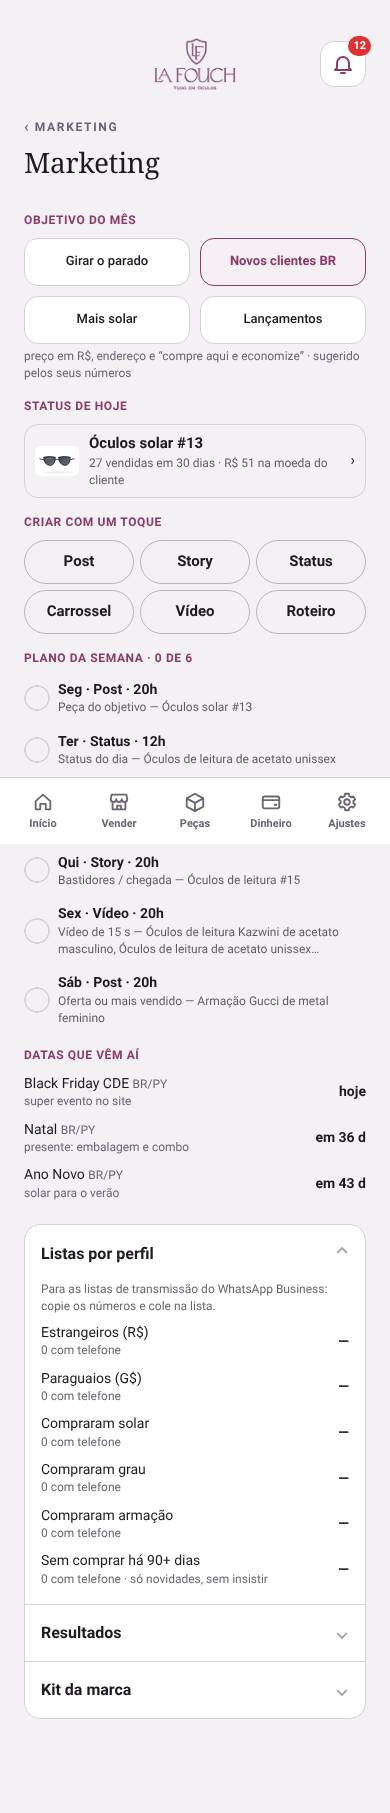 LA FOUCH
TUDO EM ÓCULOS
12
‹ MARKETING
Marketing
OBJETIVO DO MÊS
Girar o parado
Novos clientes BR
Mais solar
Lançamentos
preço em R$, endereço e “compre aqui e economize” · sugerido
pelos seus números
STATUS DE HOJE
Óculos solar #13
27 vendidas em 30 dias · R$ 51 na moeda do
cliente
›
CRIAR COM UM TOQUE
Post
Story
Status
Carrossel
Vídeo
Roteiro
PLANO DA SEMANA · 0 DE 6
Seg · Post · 20h
Peça do objetivo — Óculos solar #13
Ter · Status · 12h
Status do dia — Óculos de leitura de acetato unissex
Início
Vender
Peças
Dinheiro
Ajustes
Qui · Story · 20h
Bastidores / chegada — Óculos de leitura #15
Sex · Vídeo · 20h
Vídeo de 15 s — Óculos de leitura Kazwini de acetato
masculino, Óculos de leitura de acetato unissex…
Sáb · Post · 20h
Oferta ou mais vendido — Armação Gucci de metal
feminino
DATAS QUE VÊM AÍ
Black Friday CDE BR/PY
super evento no site
hoje
Natal BR/PY
presente: embalagem e combo
em 36 d
Ano Novo BR/PY
solar para o verão
em 43 d
Listas por perfil
Para as listas de transmissão do WhatsApp Business:
copie os números e cole na lista.
Estrangeiros (R$)
0 com telefone
–
Paraguaios (G$)
0 com telefone
–
Compraram solar
0 com telefone
–
Compraram grau
0 com telefone
–
Compraram armação
0 com telefone
–
Sem comprar há 90+ dias
0 com telefone · só novidades, sem insistir
–
Resultados
Kit da marca